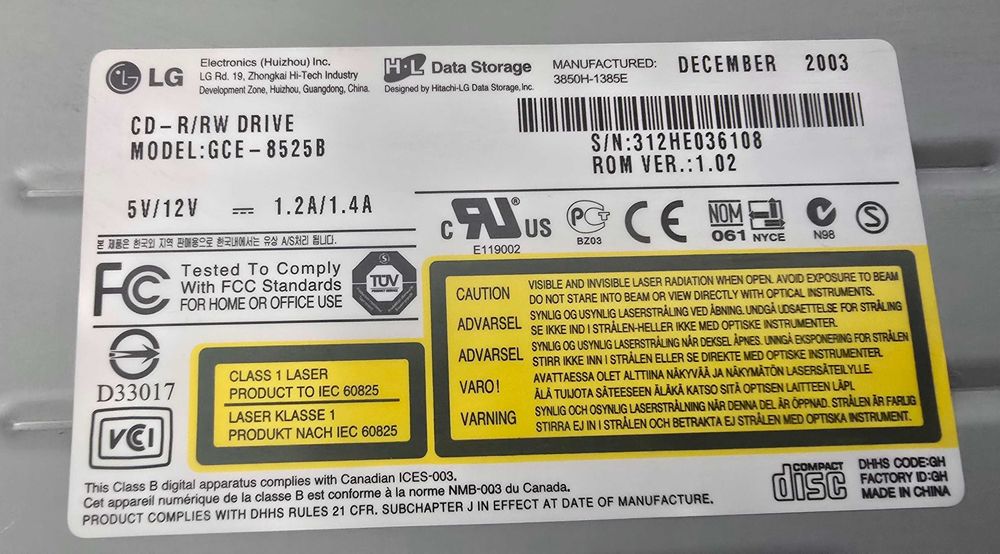 LG
Electronics (Huizhou) Inc.
LG Rd. 19, Zhongkai Hi-Tech Industry
Development Zone, Huizhou, Guangdong, China.
H·L Data Storage
Designed by Hitachi-LG Data Storage, Inc.
MANUFACTURED: DECEMBER 2003
3850H-1385E
CD-R/RW DRIVE
MODEL:GCE-8525B
S/N:312HE036108
ROM VER.:1.02
5V/12V ⎓ 1.2A/1.4A
본 제품은 한국외 지역 판매용으로 한국내에서는 유상 A/S처리 됩니다.
c RU ® US
E119002
PCT
BZ03
CE
NOM
061
NYCE
N98
S
FC
Tested To Comply
With FCC Standards
FOR HOME OR OFFICE USE
S
TÜV
PRODUCT SERVICE
D33017
VCI
CLASS 1 LASER
PRODUCT TO IEC 60825
LASER KLASSE 1
PRODUKT NACH IEC 60825
CAUTION VISIBLE AND INVISIBLE LASER RADIATION WHEN OPEN. AVOID EXPOSURE TO BEAM
DO NOT STARE INTO BEAM OR VIEW DIRECTLY WITH OPTICAL INSTRUMENTS.
ADVARSEL SYNLIG OG USYNLIG LASERSTRÅLING VED ÅBNING. UNDGÅ UDSAETTELSE FOR STRÅLING
SE IKKE IND I STRÅLEN-HELLER IKKE MED OPTISKE INSTRUMENTER.
ADVARSEL SYNLIG OG USYNLIG LASERSTRÅLING NÅR DEKSEL ÅPNES. UNNGÅ EKSPONERING FOR STRÅLEN
STIRR IKKE INN I STRÅLEN ELLER SE DIREKTE MED OPTISKE INSTRUMENTER.
VARO! AVATTAESSA OLET ALTTIINA NÄKYVÄÄ JA NÄKYMÄTÖN LASERSÄTEILYLLE.
ÄLÄ TUIJOTA SÄTEESEEN ÄLÄKÄ KATSO SITÄ OPTISEN LAITTEEN LÄPI.
VARNING SYNLIG OCH OSYNLIG LASERSTRÅLNING NÄR DENNA DEL ÄR ÖPPNAD. STRÅLEN ÄR FARLIG
STIRRA EJ IN I STRÅLEN OCH BETRAKTA EJ STRÅLEN MED OPTISKA INSTRUMENT.
This Class B digital apparatus complies with Canadian ICES-003.
Cet appareil numérique de la classe B est conforme à la norme NMB-003 du Canada.
PRODUCT COMPLIES WITH DHHS RULES 21 CFR. SUBCHAPTER J IN EFFECT AT DATE OF MANUFACTURE.
COMPACT
disc
DHHS CODE:GH
FACTORY ID:GH
MADE IN CHINA